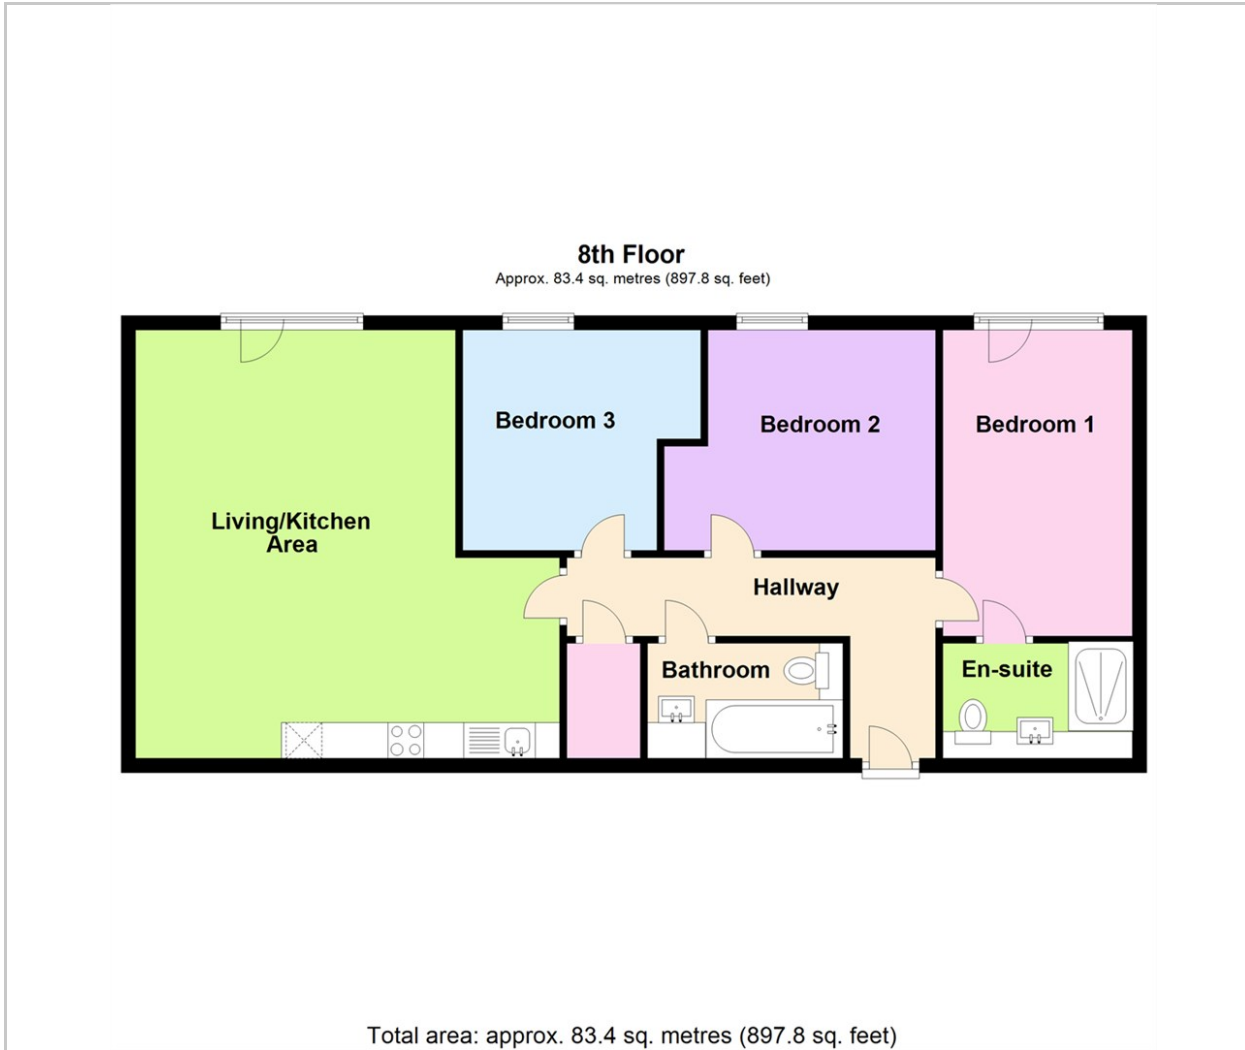 8th Floor
Approx. 83.4 sq. metres (897.8 sq. feet)
Bedroom 3
Bedroom 2
Bedroom 1
Living/Kitchen
Area
Hallway
Bathroom
En-suite
Total area: approx. 83.4 sq. metres (897.8 sq. feet)